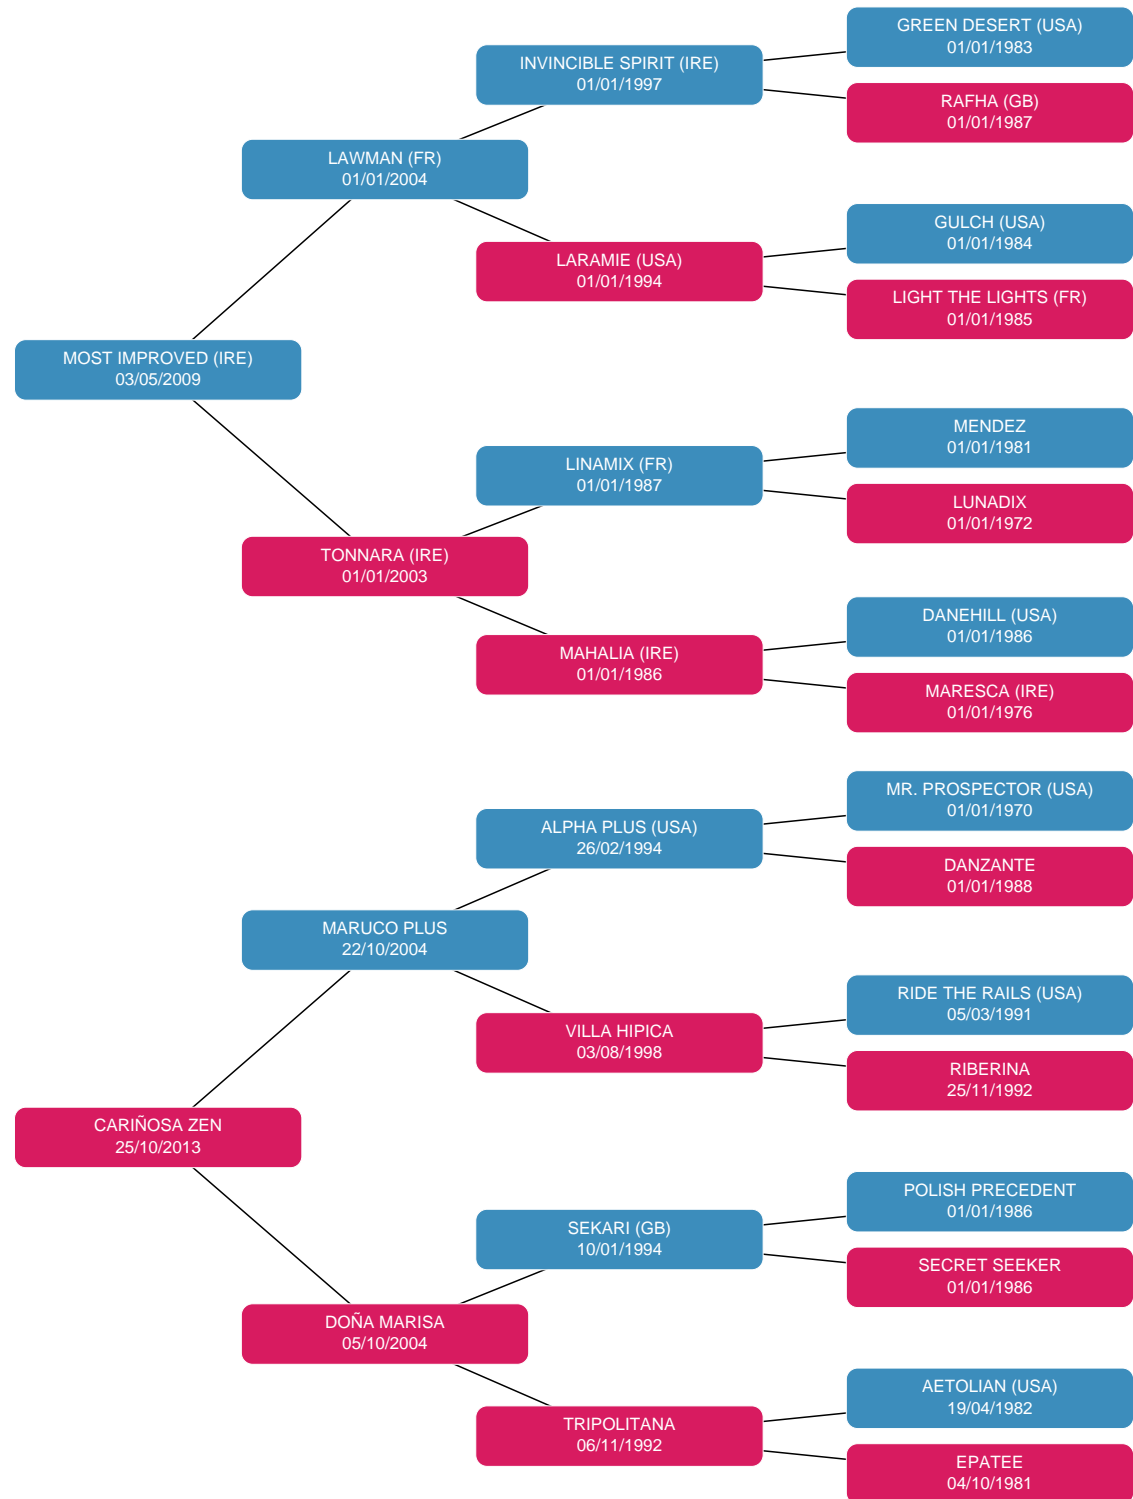 GREEN DESERT (USA)
01/01/1983
INVINCIBLE SPIRIT (IRE)
01/01/1997
RAFHA (GB)
01/01/1987
LAWMAN (FR)
01/01/2004
GULCH (USA)
01/01/1984
LARAMIE (USA)
01/01/1994
LIGHT THE LIGHTS (FR)
01/01/1985
MOST IMPROVED (IRE)
03/05/2009
MENDEZ
01/01/1981
LINAMIX (FR)
01/01/1987
LUNADIX
01/01/1972
TONNARA (IRE)
01/01/2003
DANEHILL (USA)
01/01/1986
MAHALIA (IRE)
01/01/1986
MARESCA (IRE)
01/01/1976
MR. PROSPECTOR (USA)
01/01/1970
ALPHA PLUS (USA)
26/02/1994
DANZANTE
01/01/1988
MARUCO PLUS
22/10/2004
RIDE THE RAILS (USA)
05/03/1991
VILLA HIPICA
03/08/1998
RIBERINA
25/11/1992
CARIÑOSA ZEN
25/10/2013
POLISH PRECEDENT
01/01/1986
SEKARI (GB)
10/01/1994
SECRET SEEKER
01/01/1986
DOÑA MARISA
05/10/2004
AETOLIAN (USA)
19/04/1982
TRIPOLITANA
06/11/1992
EPATEE
04/10/1981